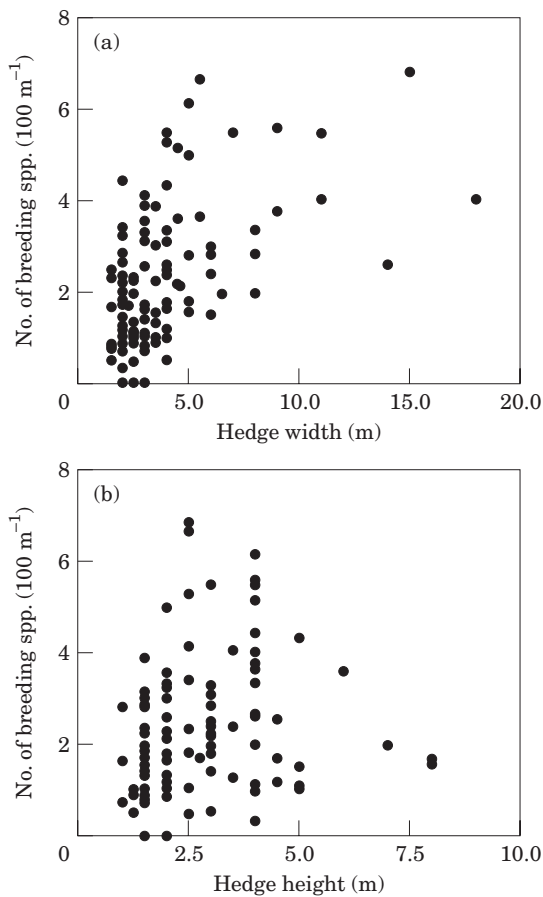 (a)
No. of breeding spp. (100 m⁻¹)
8
6
4
2
0
5.0 10.0 15.0 20.0
Hedge width (m)
(b)
No. of breeding spp. (100 m⁻¹)
8
6
4
2
0
2.5 5.0 7.5 10.0
Hedge height (m)